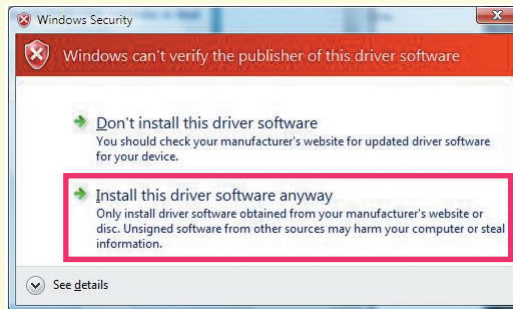 Windows Security
Windows can't verify the publisher of this driver software
Don't install this driver software
You should check your manufacturer's website for updated driver software
for your device.
Install this driver software anyway
Only install driver software obtained from your manufacturer's website or
disc. Unsigned software from other sources may harm your computer or steal
information.
See details